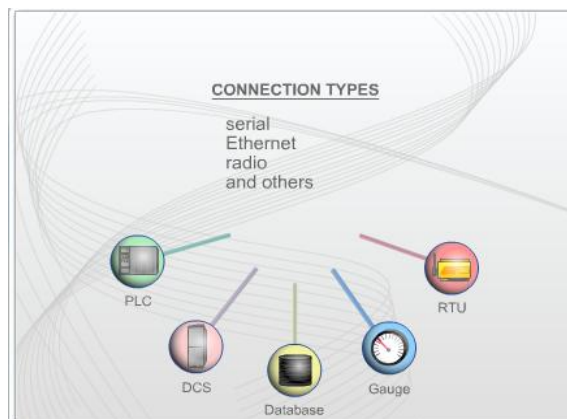 CONNECTION TYPES
serial
Ethernet
radio
and others
PLC
RTU
DCS
Gauge
Database